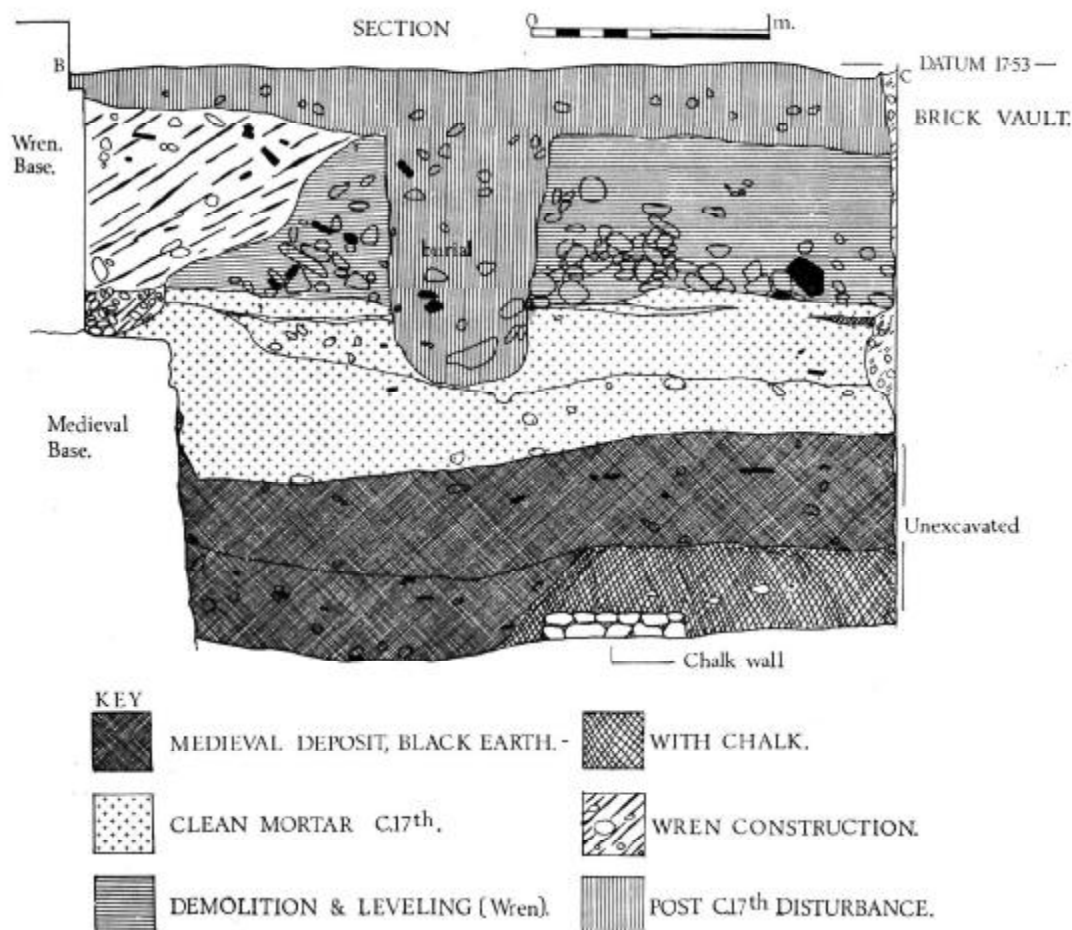 SECTION
0 1m.
B
DATUM 17·53
C
BRICK VAULT.
Wren.
Base.
burial
Medieval
Base.
Unexcavated
Chalk wall
KEY
MEDIEVAL DEPOSIT, BLACK EARTH. -
WITH CHALK.
CLEAN MORTAR C.17th.
WREN CONSTRUCTION.
DEMOLITION & LEVELING (Wren).
POST C.17th DISTURBANCE.